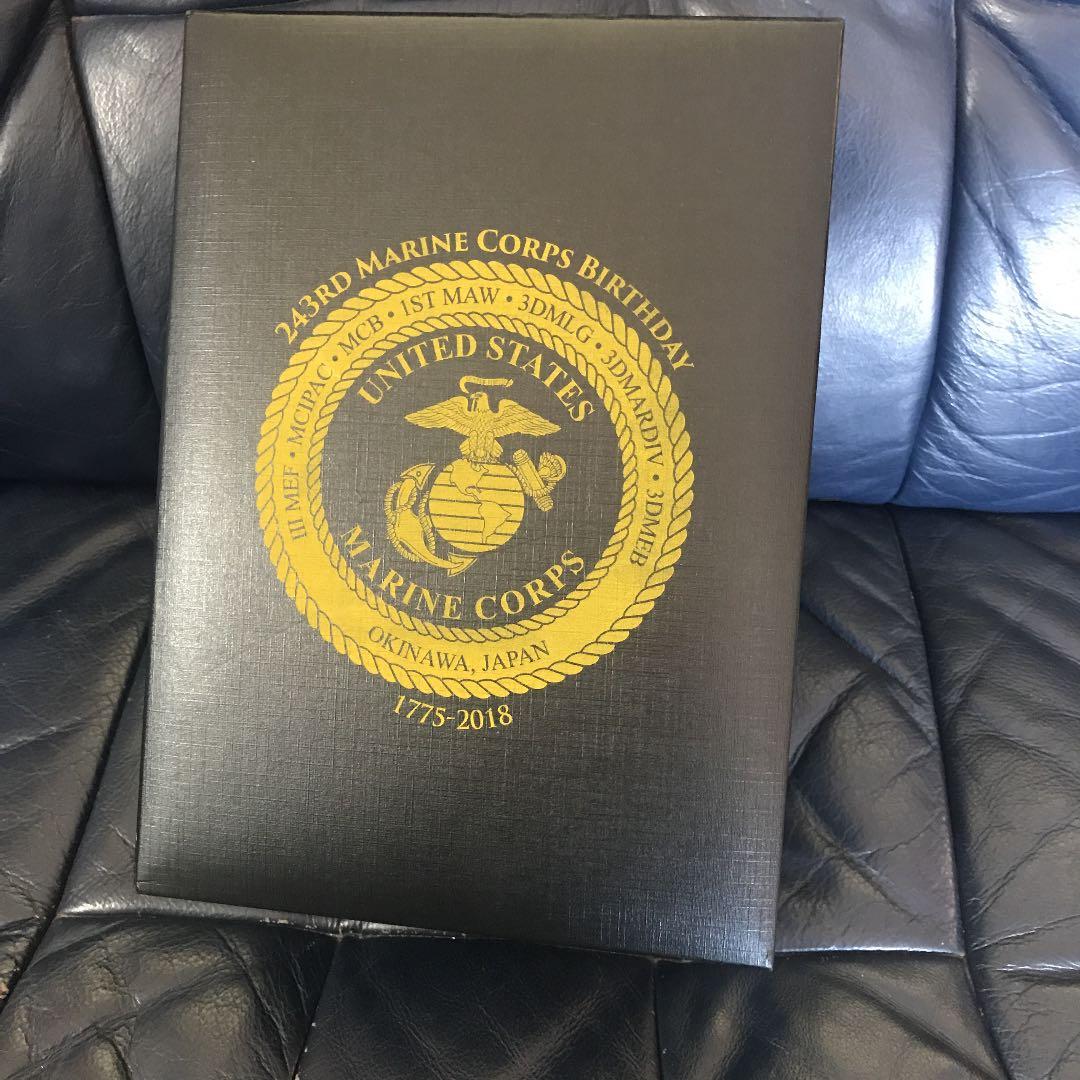 243RD MARINE CORPS BIRTHDAY
III MEF • MCIPAC • MCB • 1ST MAW • 3DMLG • 3DMARDIV • 3DMEB
UNITED STATES
MARINE CORPS
OKINAWA, JAPAN
1775-2018